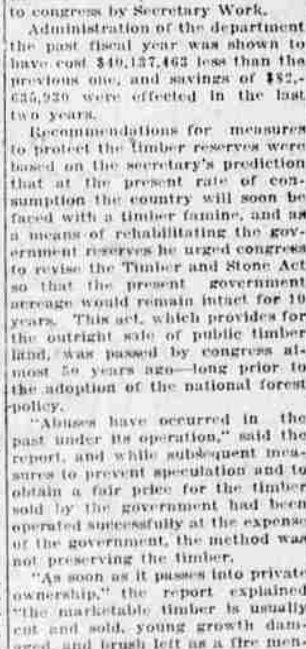 to congress by Secretary Work.
Administration of the department
the past fiscal year was shown to
have cost $40,137,463 less than the
previous one, and savings of $82,-
635,930 were effected in the last
two years.
Recommendations for measures
to protect the timber reserves were
based on the secretary's prediction
that at the present rate of con-
sumption the country will soon be
faced with a timber famine, and as
a means of rehabilitating the gov-
ernment reserves he urged congress
to revise the Timber and Stone Act
so that the present government
acreage would remain intact for 10
years. This act, which provides for
the outright sale of public timber
land, was passed by congress al-
most 50 years ago—long prior to
the adoption of the national forest
policy.
"Abuses have occurred in the
past under its operation," said the
report, and while subsequent mea-
sures to prevent speculation and to
obtain a fair price for the timber
sold by the government had been
operated successfully at the expense
of the government, the method was
not preserving the timber.
"As soon as it passes into private
ownership," the report explained
"the marketable timber is usually
cut and sold, young growth dam-
aged, and brush left as a fire men-